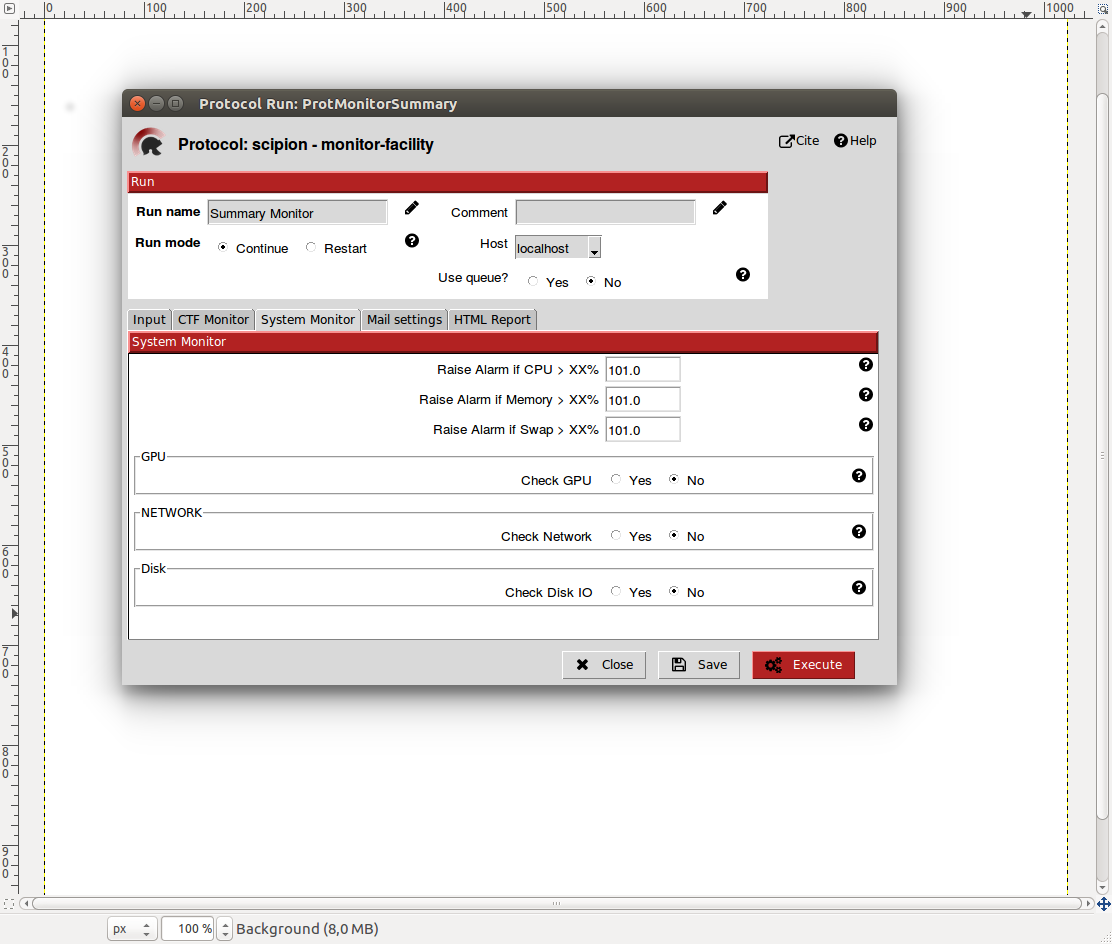 0 100 200 300 400 500 600 700 800 900 1000
100
200
300
400
500
600
700
800
900
Protocol Run: ProtMonitorSummary
Protocol: scipion - monitor-facility
Cite Help
Run
Run name Summary Monitor Comment
Run mode Continue Restart Host localhost
Use queue? Yes No
Input CTF Monitor System Monitor Mail settings HTML Report
System Monitor
Raise Alarm if CPU > XX% 101.0
Raise Alarm if Memory > XX% 101.0
Raise Alarm if Swap > XX% 101.0
GPU
Check GPU Yes No
NETWORK
Check Network Yes No
Disk
Check Disk IO Yes No
Close Save Execute
px 100 % Background (8,0 MB)